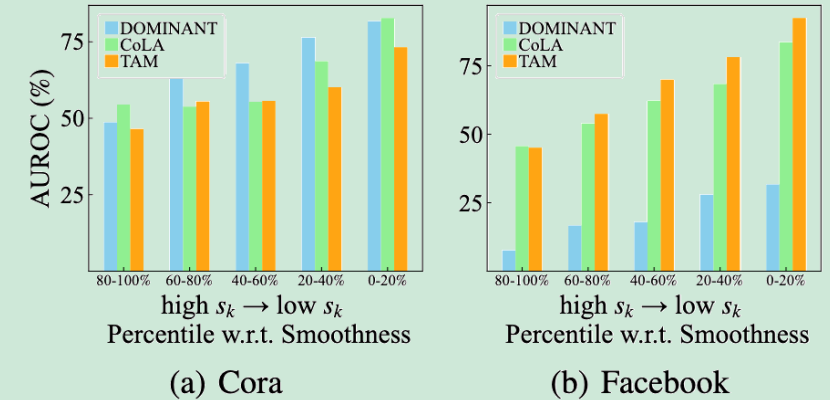 AUROC (%)
75
50
25
DOMINANT
CoLA
TAM
80-100% 60-80% 40-60% 20-40% 0-20%
high s_k → low s_k
Percentile w.r.t. Smoothness
(a) Cora
75
50
25
DOMINANT
CoLA
TAM
80-100% 60-80% 40-60% 20-40% 0-20%
high s_k → low s_k
Percentile w.r.t. Smoothness
(b) Facebook